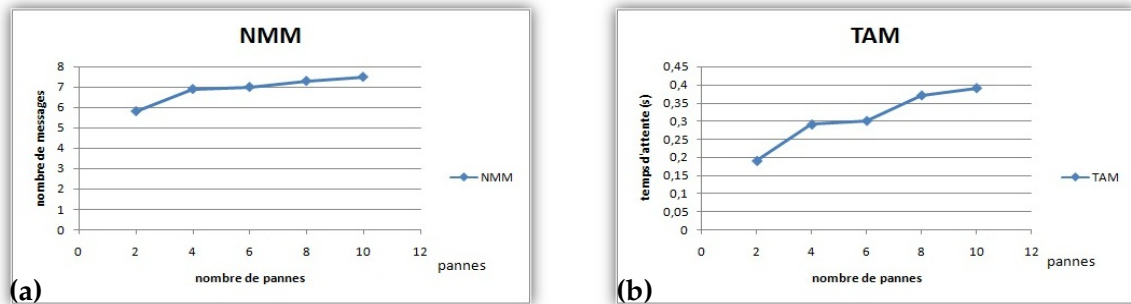 NMM
8
7
6
5
4
3
2
1
0
nombre de messages
0 2 4 6 8 10 12
nombre de pannes
pannes
NMM
(a)
TAM
0,45
0,4
0,35
0,3
0,25
0,2
0,15
0,1
0,05
0
temps d'attente (s)
0 2 4 6 8 10 12
nombre de pannes
pannes
TAM
(b)